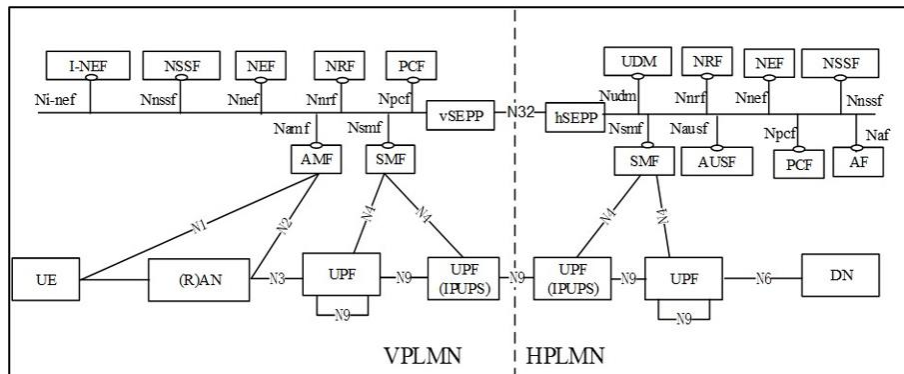 I-NEF NSSF NEF NRF PCF
UDM NRF NEF NSSF
Ni-nef Nnssf Nnef Nnrf Npcf
Nudm Nnrf Nnef Nnssf
vSEPP N32 hSEPP
Namf Nsmf
Nsmf Nausf Npcf Naf
AMF SMF
SMF AUSF PCF AF
N1 N2 N4 N4
N4 N4
UE (R)AN N3 UPF N9 UPF
(IPUPS)
N9
UPF
(IPUPS)
N9 UPF N6 DN
N9
N9
VPLMN HPLMN